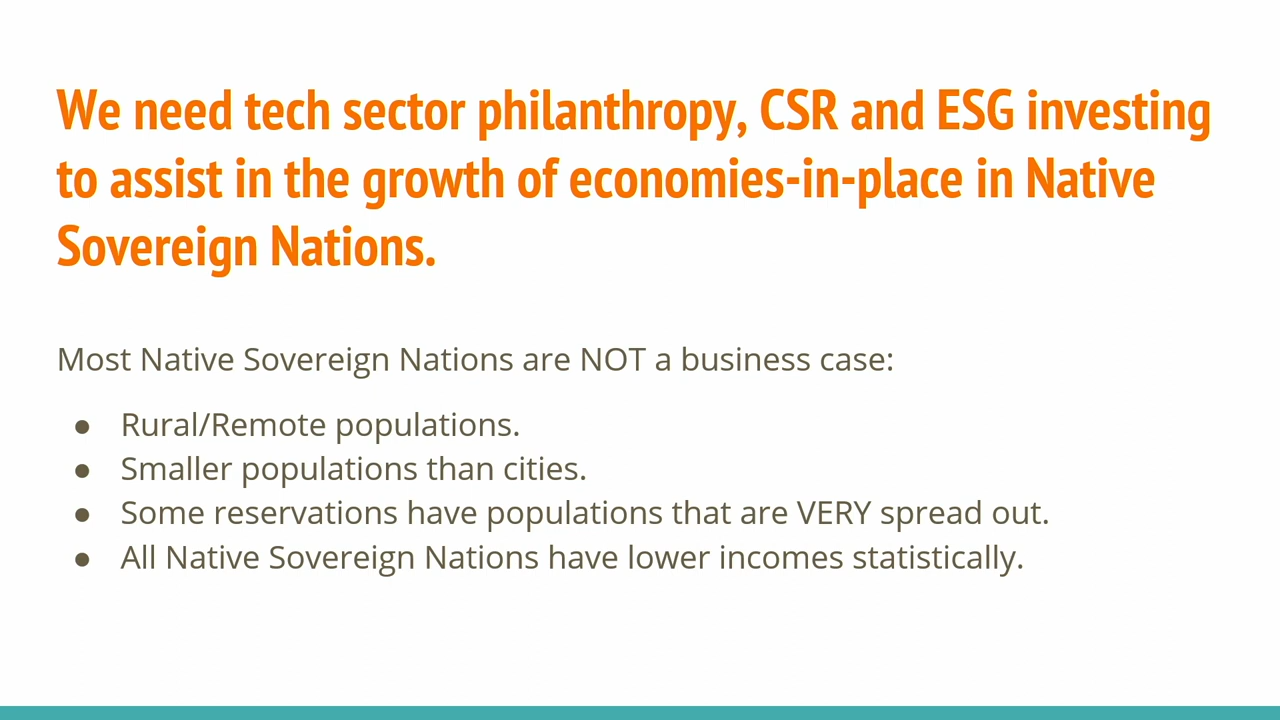 We need tech sector philanthropy, CSR and ESG investing
to assist in the growth of economies-in-place in Native
Sovereign Nations.
Most Native Sovereign Nations are NOT a business case:
● Rural/Remote populations.
● Smaller populations than cities.
● Some reservations have populations that are VERY spread out.
● All Native Sovereign Nations have lower incomes statistically.